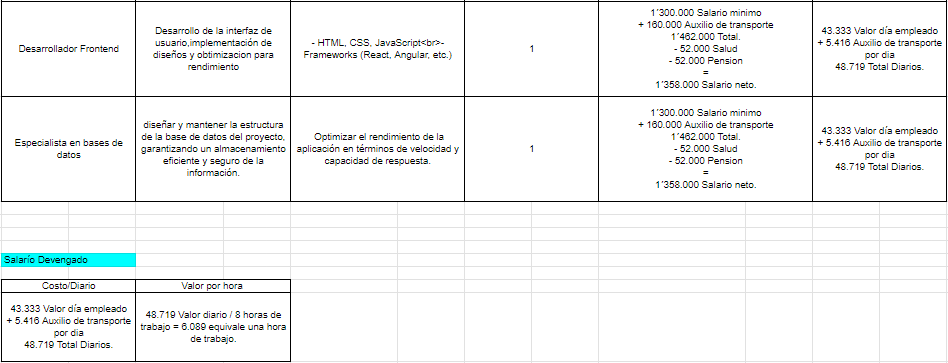 Desarrollador Frontend
Desarrollo de la interfaz de
usuario,implementación de
diseños y obtimizacion para
rendimiento
- HTML, CSS, JavaScript<br>-
Frameworks (React, Angular, etc.)
1
1´300.000 Salario minimo
+ 160.000 Auxilio de transporte
1´462.000 Total.
- 52.000 Salud
- 52.000 Pension
=
1´358.000 Salario neto.
43.333 Valor día empleado
+ 5.416 Auxilio de transporte
por dia
48.719 Total Diarios.
Especialista en bases de
datos
diseñar y mantener la estructura
de la base de datos del proyecto,
garantizando un almacenamiento
eficiente y seguro de la
información.
Optimizar el rendimiento de la
aplicación en términos de velocidad y
capacidad de respuesta.
1
1´300.000 Salario minimo
+ 160.000 Auxilio de transporte
1´462.000 Total.
- 52.000 Salud
- 52.000 Pension
=
1´358.000 Salario neto.
43.333 Valor día empleado
+ 5.416 Auxilio de transporte
por dia
48.719 Total Diarios.
Salarío Devengado
Costo/Diario
Valor por hora
43.333 Valor día empleado
+ 5.416 Auxilio de transporte
por dia
48.719 Total Diarios.
48.719 Valor diario / 8 horas de
trabajo = 6.089 equivale una hora
de trabajo.